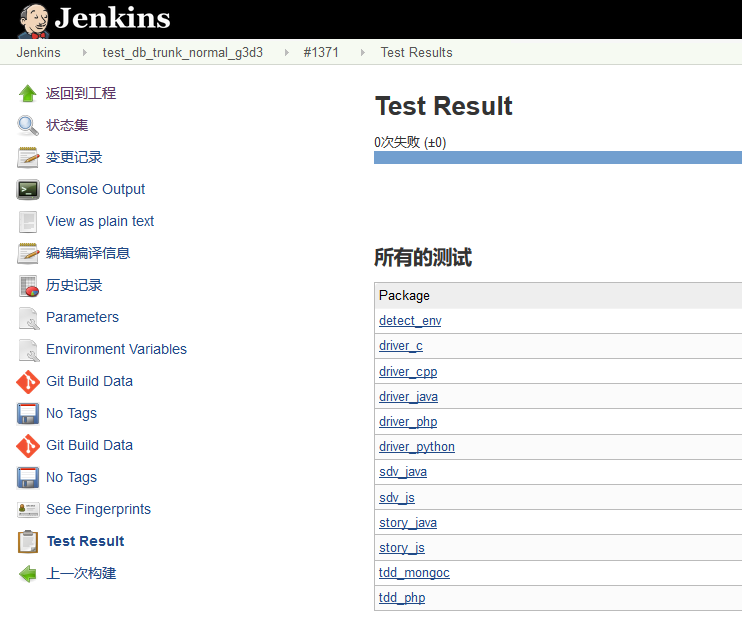 Jenkins
Jenkins
test_db_trunk_normal_g3d3
#1371
Test Results
返回到工程
状态集
变更记录
Console Output
View as plain text
编辑编译信息
历史记录
Parameters
Environment Variables
Git Build Data
No Tags
Git Build Data
No Tags
See Fingerprints
Test Result
上一次构建
Test Result
0次失败 (±0)
所有的测试
Package
detect_env
driver_c
driver_cpp
driver_java
driver_php
driver_python
sdv_java
sdv_js
story_java
story_js
tdd_mongoc
tdd_php